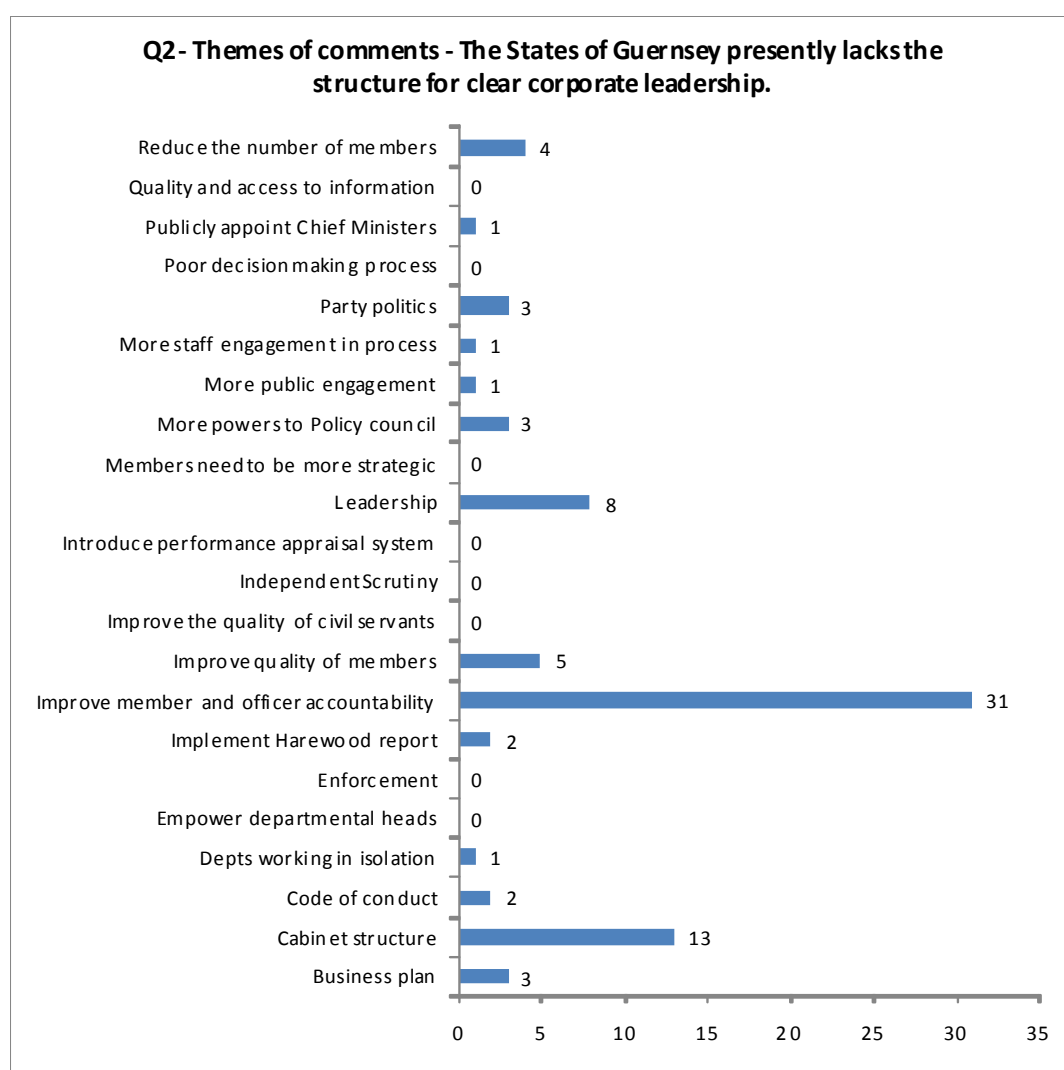 Q2- Themes of comments - The States of Guernsey presently lacks the
structure for clear corporate leadership.
Reduce the number of members 4
Quality and access to information 0
Publicly appoint Chief Ministers 1
Poor decision making process 0
Party politics 3
More staff engagement in process 1
More public engagement 1
More powers to Policy council 3
Members need to be more strategic 0
Leadership 8
Introduce performance appraisal system 0
Independent Scrutiny 0
Improve the quality of civil servants 0
Improve quality of members 5
Improve member and officer accountability 31
Implement Harewood report 2
Enforcement 0
Empower departmental heads 0
Depts working in isolation 1
Code of conduct 2
Cabinet structure 13
Business plan 3
0 5 10 15 20 25 30 35